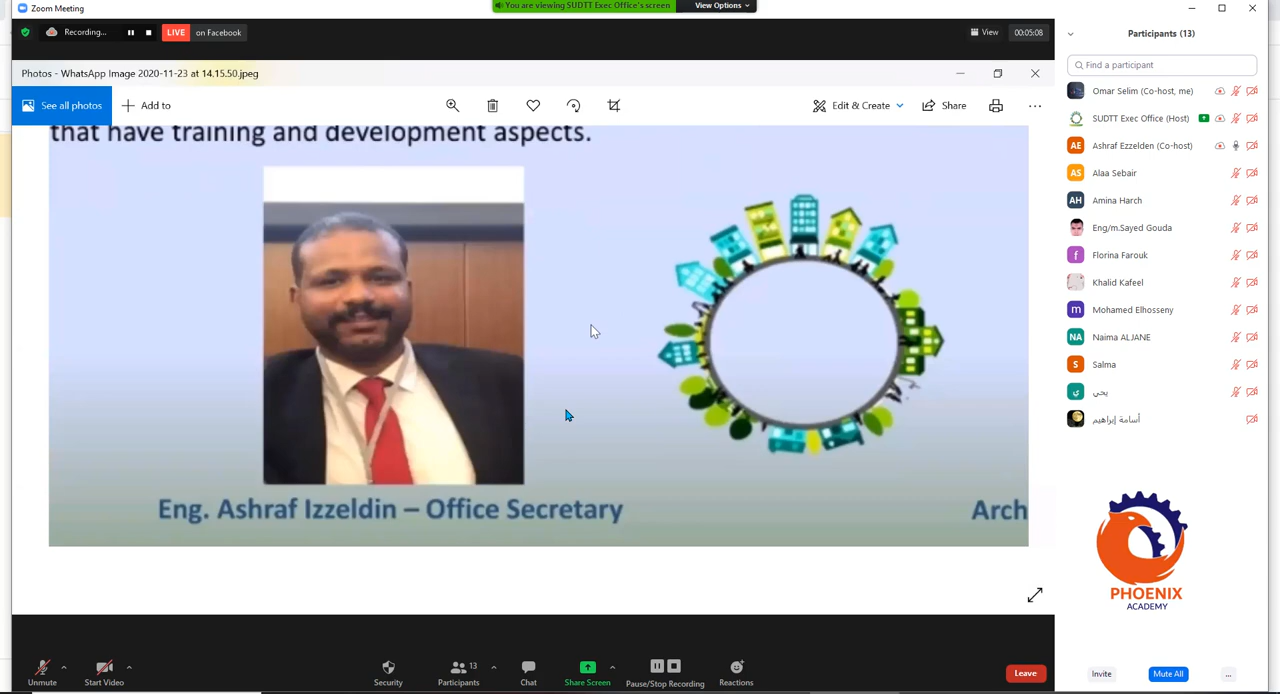 Zoom Meeting
You are viewing SUDTT Exec Office's screen
View Options
Recording...
LIVE
on Facebook
View
00:05:08
Participants (13)
Find a participant
Photos - WhatsApp Image 2020-11-23 at 14.15.50.jpeg
See all photos
Add to
Edit & Create
Share
that have training and development aspects.
Eng. Ashraf Izzeldin – Office Secretary
Arch
Omar Selim (Co-host, me)
SUDTT Exec Office (Host)
AE Ashraf Ezzelden (Co-host)
AS Alaa Sebair
AH Amina Harch
Eng/m.Sayed Gouda
f Florina Farouk
Khalid Kafeel
m Mohamed Elhosseny
NA Naima ALJANE
S Salma
ي يحي
أسامة إبراهيم
PHOENIX
ACADEMY
Unmute
Start Video
Security
13
Participants
Chat
Share Screen
Pause/Stop Recording
Reactions
Leave
Invite
Mute All
...